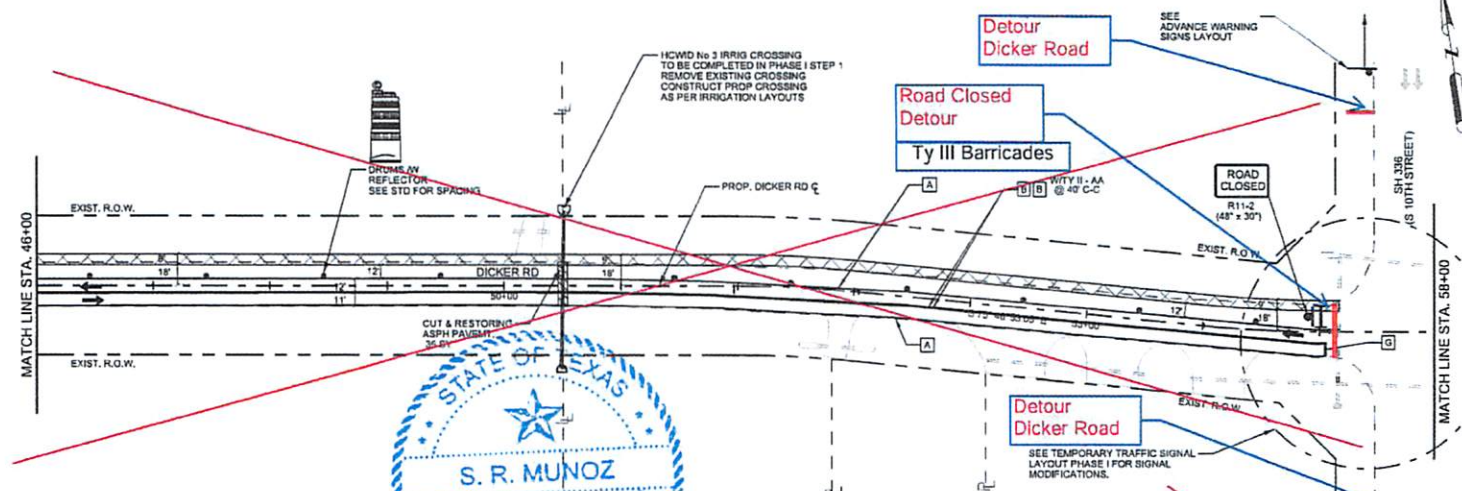 Detour
Dicker Road
SEE
ADVANCE WARNING
SIGNS LAYOUT
HCWID No 3 IRRIG CROSSING
TO BE COMPLETED IN PHASE I STEP 1
REMOVE EXISTING CROSSING
CONSTRUCT PROP CROSSING
AS PER IRRIGATION LAYOUTS
Road Closed
Detour
Ty III Barricades
DRUMS W/
REFLECTOR
SEE STD FOR SPACING
PROP. DICKER RD ℄
A
B B W/TY II - AA
@ 40' C-C
ROAD
CLOSED
R11-2
(48" x 30")
SH 336
(S 10TH STREET)
EXIST. R.O.W.
EXIST. R.O.W.
MATCH LINE STA. 46+00
18'
12'
DICKER RD
18'
12'
18'
12'
11'
50+00
CUT & RESTORING
ASPH PAVEMT.
A
G
MATCH LINE STA. 58+00
EXIST. R.O.W.
EXIST. R.O.W.
Detour
Dicker Road
SEE TEMPORARY TRAFFIC SIGNAL
LAYOUT PHASE I FOR SIGNAL
MODIFICATIONS.
STATE OF TEXAS
S. R. MUNOZ